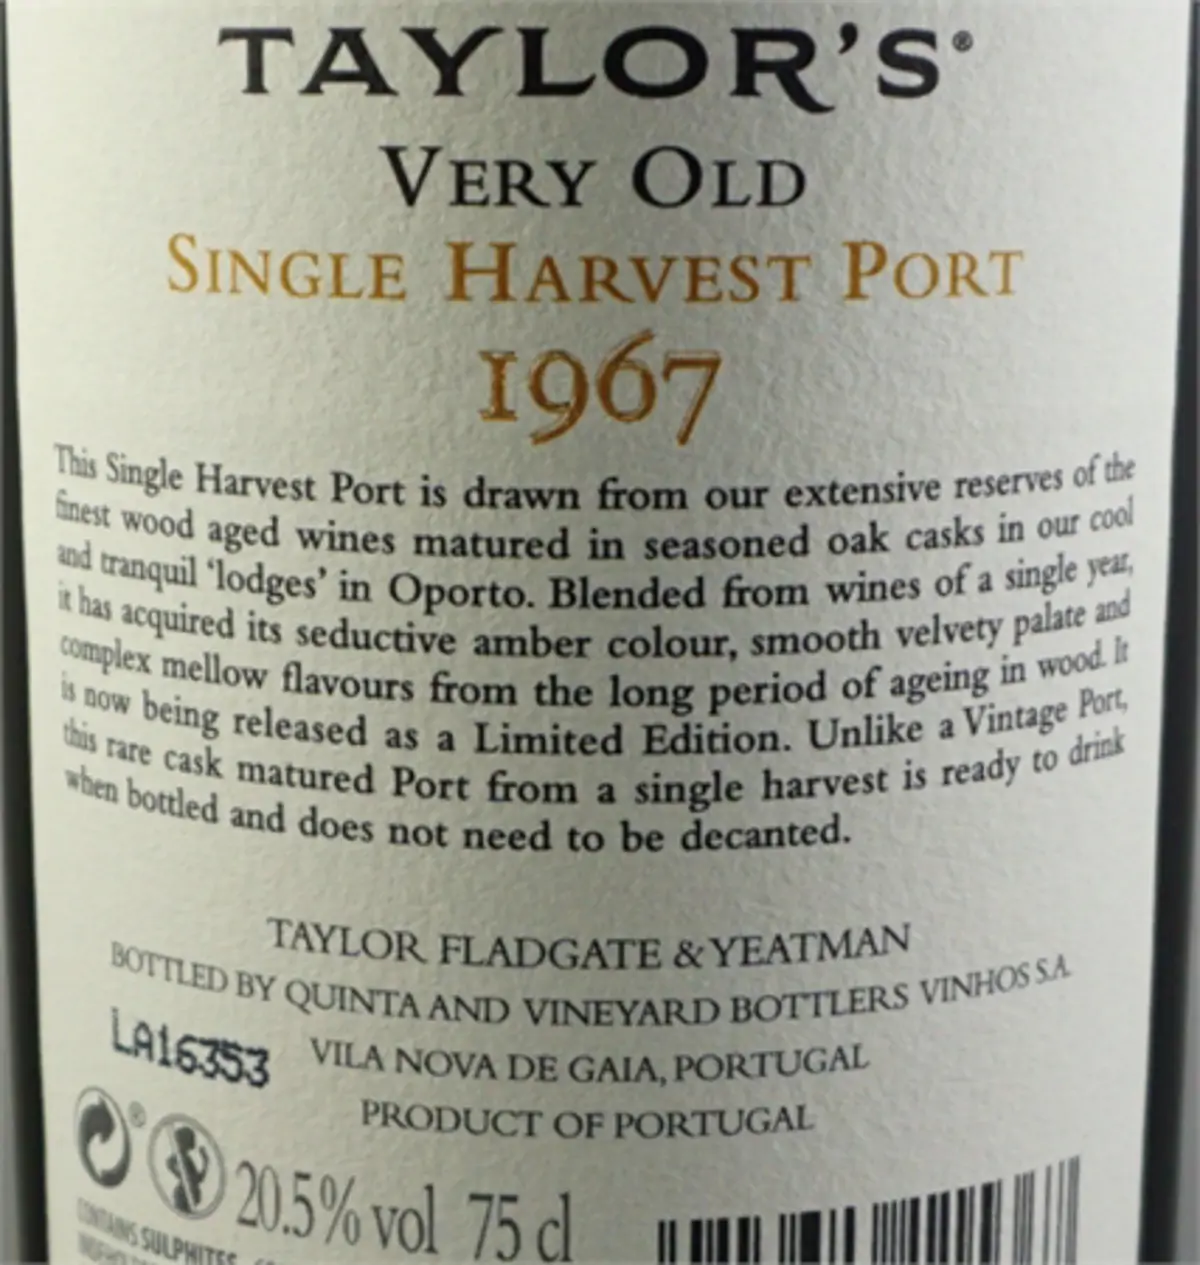 TAYLOR'S®
VERY OLD
SINGLE HARVEST PORT
1967
This Single Harvest Port is drawn from our extensive reserves of the
finest wood aged wines matured in seasoned oak casks in our cool
and tranquil ‘lodges’ in Oporto. Blended from wines of a single year,
it has acquired its seductive amber colour, smooth velvety palate and
complex mellow flavours from the long period of ageing in wood. It
is now being released as a Limited Edition. Unlike a Vintage Port,
this rare cask matured Port from a single harvest is ready to drink
when bottled and does not need to be decanted.
TAYLOR FLADGATE & YEATMAN
BOTTLED BY QUINTA AND VINEYARD BOTTLERS VINHOS S.A.
LA16353
VILA NOVA DE GAIA, PORTUGAL
PRODUCT OF PORTUGAL
®
20.5% vol 75 cl
CONTAINS SULPHITES